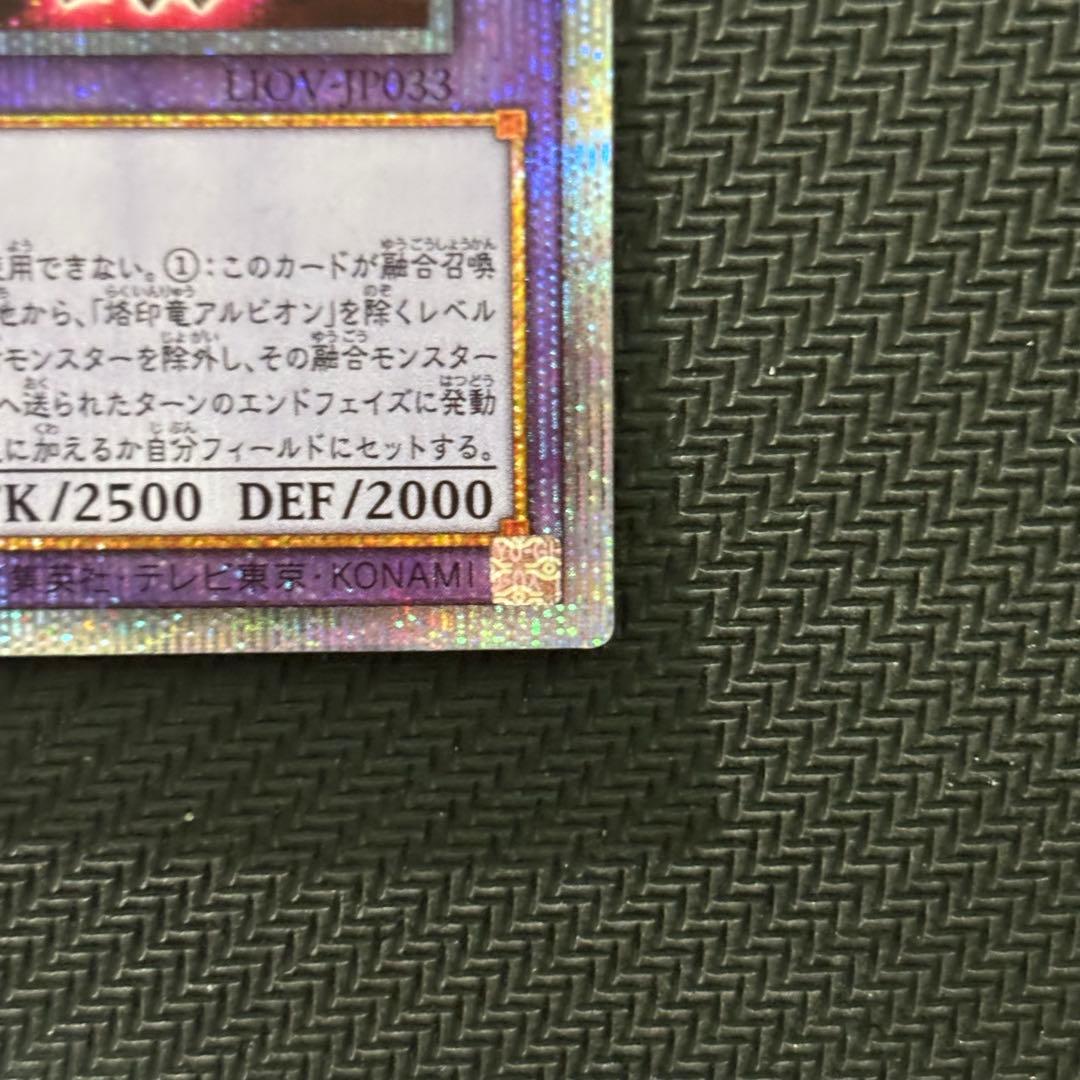 LIOV-JP033
用できない。①:このカードが融合召喚
から、「烙印竜アルビオン」を除くレベル
モンスターを除外し、その融合モンスター
へ送られたターンのエンドフェイズに発動
に加えるか自分フィールドにセットする。
TK/2500 DEF/2000
集英社・テレビ東京・KONAMI